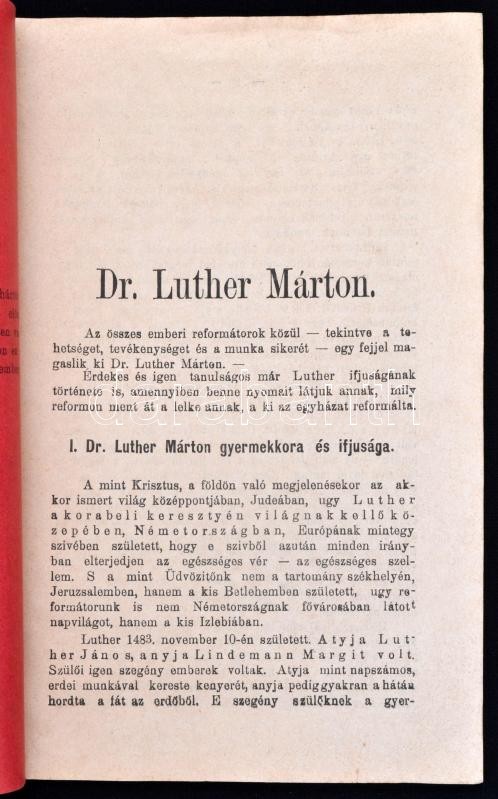 Dr. Luther Márton.
Az összes emberi reformátorok közül — tekintve a te-
hetséget, tevékenységet és a munka sikerét — egy fejjel ma-
gaslik ki Dr. Luther Márten. —
Érdekes és igen tanulságos már Luther ifjuságának
története is, amennyiben benne nyomait látjuk annak, mily
reformon ment át a lelke annak, a ki az egyházat reformálta.
I. Dr. Luther Márton gyermekkora és ifjusága.
A mint Krisztus, a földön való megjelenésekor az ak-
kor ismert világ középpontjában, Judeában, ugy Luther
a korabeli keresztyén világnak kellő kö-
zepében, Németországban, Európának mintegy
szivében született, hogy e szivből azután minden irány-
ban elterjedjen az egészséges vér — az egészséges szel-
lem. S a mint Üdvözitőnk nem a tartomány székhelyén,
Jeruzsalemben, hanem a kis Betlehemben született, ugy re-
formátorunk is nem Németországnak fővárosában látott
napvilágot, hanem a kis Izlebiában.
Luther 1483. november 10-én született. Atyja Lut-
her János, anyja Lindemann Margit volt.
Szülői igen szegény emberek voltak. Atyja mint napszámos,
erdei munkával kereste kenyerét, anyja pedig gyakran a hátán
hordta a fát az erdőből. E szegény szülőknek a gyer-